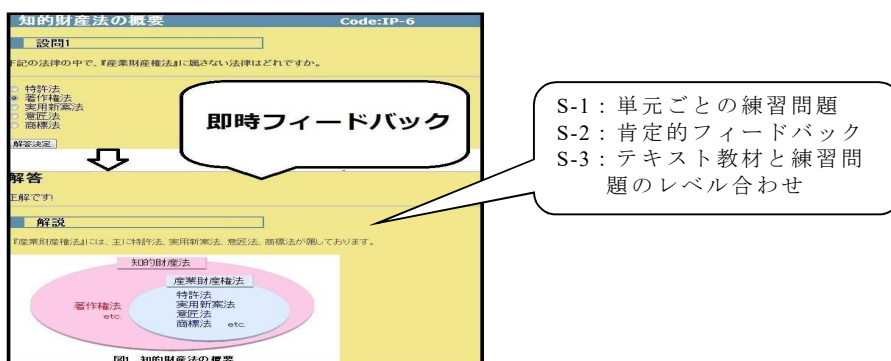 知的財産法の概要 Code:IP-6
設問1
下記の法律の中で、『産業財産権法』に属さない法律はどれですか。
特許法
著作権法
実用新案法
意匠法
商標法
解答決定
即時フィードバック
S-1：単元ごとの練習問題
S-2：肯定的フィードバック
S-3：テキスト教材と練習問
題のレベル合わせ
解答
正解です!
解説
『産業財産権法』には、主に特許法、実用新案法、意匠法、商標法が属しております。
知的財産法
産業財産権法
著作権法
etc.
特許法
実用新案法
意匠法
商標法 etc.
図1 知的財産法の概要